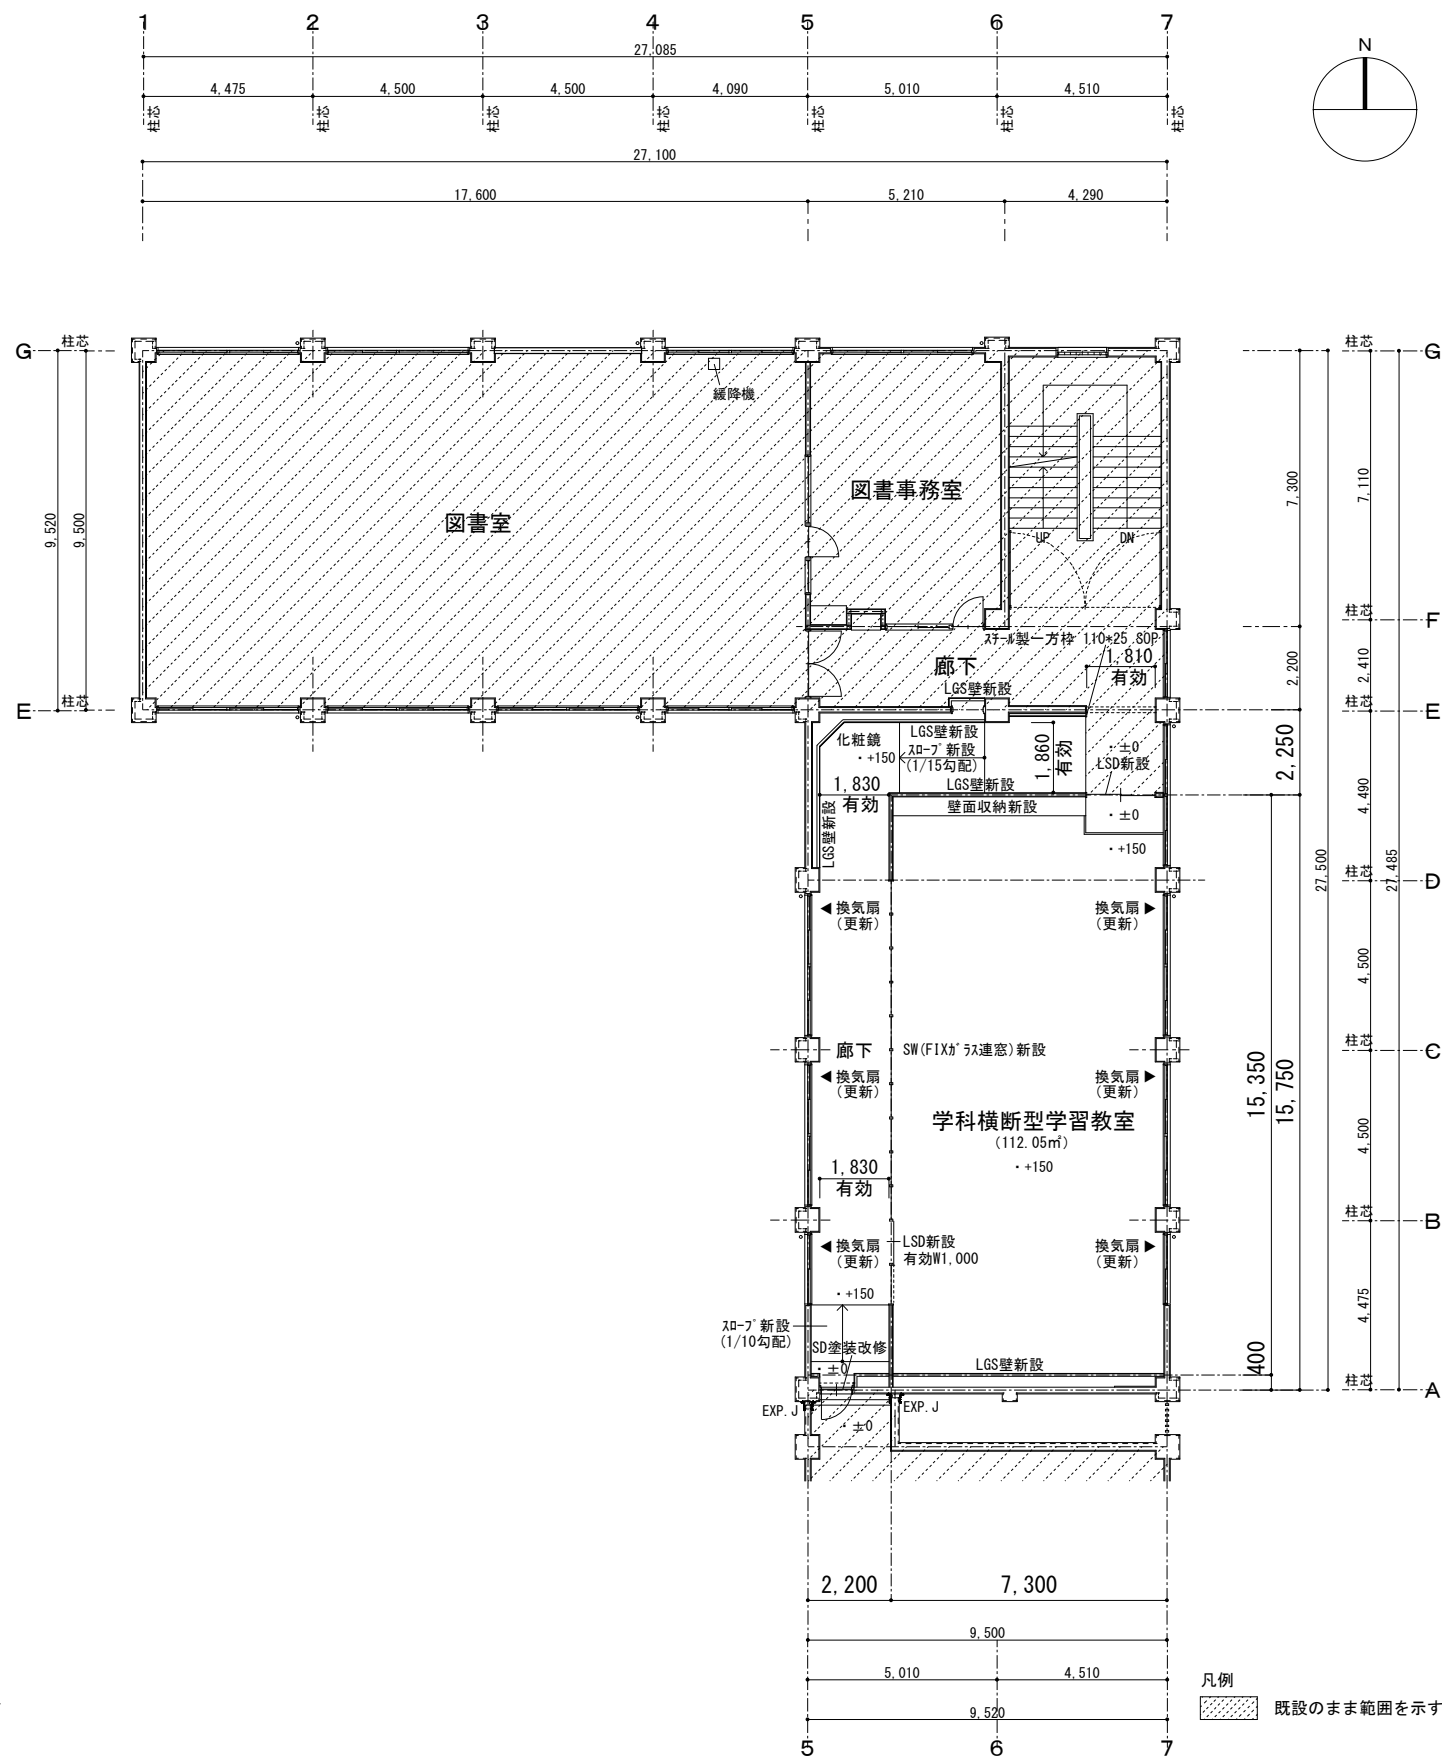 1 2 3 4 5 6 7
27,085
4,475 4,500 4,500 4,090 5,010 4,510
柱芯 柱芯 柱芯 柱芯 柱芯 柱芯 柱芯
27,100
17,600 5,210 4,290
N
G 柱芯 柱芯 G
緩降機
図書事務室
図書室
9,520 9,500
7,300 7,110
UP DN
柱芯 F
スチール製一方枠 110*25 SOP
廊下
1,810
有効
2,200 2,410
LGS壁新設
E 柱芯 柱芯 E
化粧鏡
LGS壁新設
・+150
スロープ新設
(1/15勾配)
1,860
有効
・±0
LSD新設
2,250
1,830
有効
LGS壁新設
壁面収納新設
・±0
4,490
LGS壁新設
・+150
27,500 27,485
柱芯 D
換気扇
(更新)
換気扇
(更新)
4,500
廊下
SW(FIXガラス連窓)新設
柱芯 C
換気扇
(更新)
換気扇
(更新)
15,350 15,750
学科横断型学習教室
(112.05㎡)
・+150
4,500
1,830
有効
柱芯 B
換気扇
(更新)
LSD新設
有効W1,000
換気扇
(更新)
・+150
4,475
スロープ新設
(1/10勾配)
SD塗装改修
・±0
LGS壁新設
400
柱芯 A
EXP.J EXP.J
・±0
2,200 7,300
9,500
5,010 4,510
9,520
5 6 7
凡例
既設のまま範囲を示す